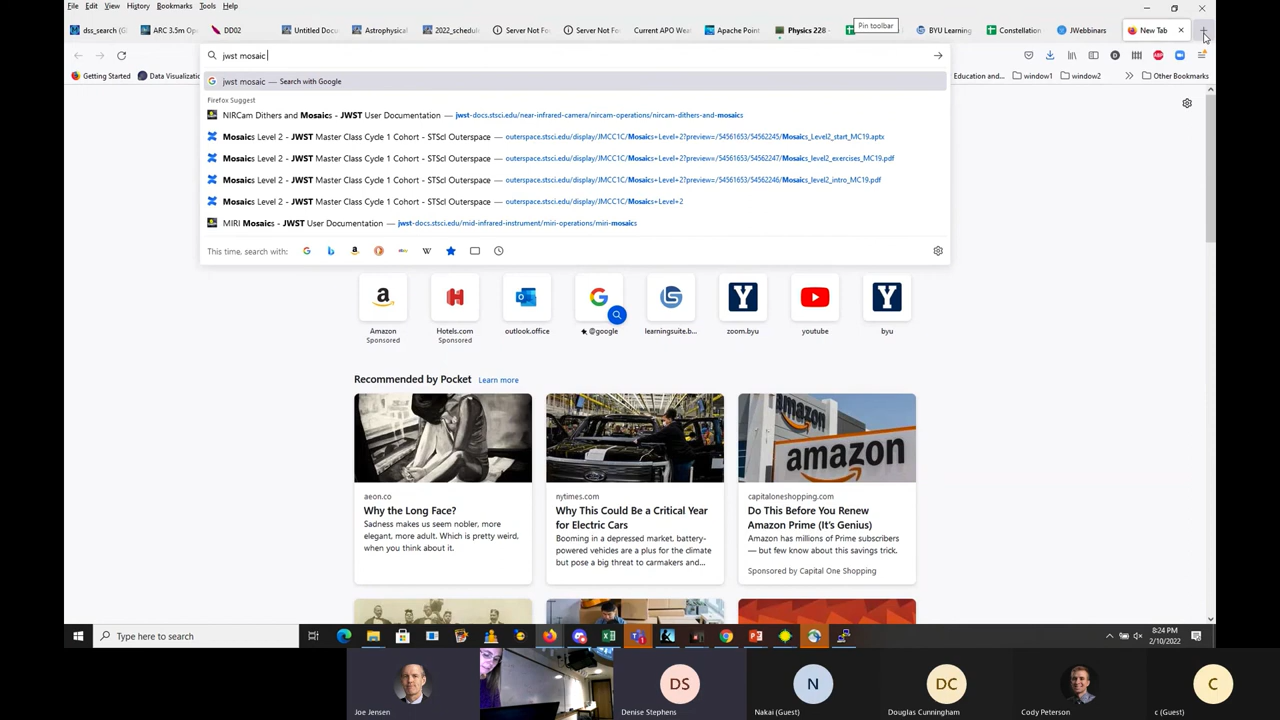 File Edit View History Bookmarks Tools Help
dss_search (G
ARC 3.5m Op
DD02
Untitled Docu
Astrophysical
2022_schedule
Server Not Fo
Server Not Fo
Current APO Wea
Apache Point
Physics 228 -
Pin toolbar
BYU Learning
Constellation
JWebbinars
New Tab
jwst mosaic
Getting Started
Data Visualizatio
Education and...
window1
window2
Other Bookmarks
jwst mosaic — Search with Google
Firefox Suggest
NIRCam Dithers and Mosaics - JWST User Documentation — jwst-docs.stsci.edu/near-infrared-camera/nircam-operations/nircam-dithers-and-mosaics
Mosaics Level 2 - JWST Master Class Cycle 1 Cohort - STScI Outerspace — outerspace.stsci.edu/display/JMCC1C/Mosaics+Level+2?preview=/54561653/54562245/Mosaics_Level2_start_MC19.aptx
Mosaics Level 2 - JWST Master Class Cycle 1 Cohort - STScI Outerspace — outerspace.stsci.edu/display/JMCC1C/Mosaics+Level+2?preview=/54561653/54562247/Mosaics_level2_exercises_MC19.pdf
Mosaics Level 2 - JWST Master Class Cycle 1 Cohort - STScI Outerspace — outerspace.stsci.edu/display/JMCC1C/Mosaics+Level+2?preview=/54561653/54562246/Mosaics_level2_intro_MC19.pdf
Mosaics Level 2 - JWST Master Class Cycle 1 Cohort - STScI Outerspace — outerspace.stsci.edu/display/JMCC1C/Mosaics+Level+2
MIRI Mosaics - JWST User Documentation — jwst-docs.stsci.edu/mid-infrared-instrument/miri-operations/miri-mosaics
This time, search with:
Amazon
Sponsored
Hotels.com
Sponsored
outlook.office
@google
learningsuite.b...
zoom.byu
youtube
byu
Recommended by Pocket Learn more
aeon.co
Why the Long Face?
Sadness makes us seem nobler, more
elegant, more adult. Which is pretty weird,
when you think about it.
nytimes.com
Why This Could Be a Critical Year
for Electric Cars
Booming in a depressed market, battery-
powered vehicles are a plus for the climate
but pose a big threat to carmakers and...
amazon
capitaloneshopping.com
Do This Before You Renew
Amazon Prime (It's Genius)
Amazon has millions of Prime subscribers
— but few know about this savings trick.
Sponsored by Capital One Shopping
Type here to search
8:24 PM
2/10/2022
Joe Jensen
DS
Denise Stephens
N
Nakai (Guest)
DC
Douglas Cunningham
Cody Peterson
C
c (Guest)